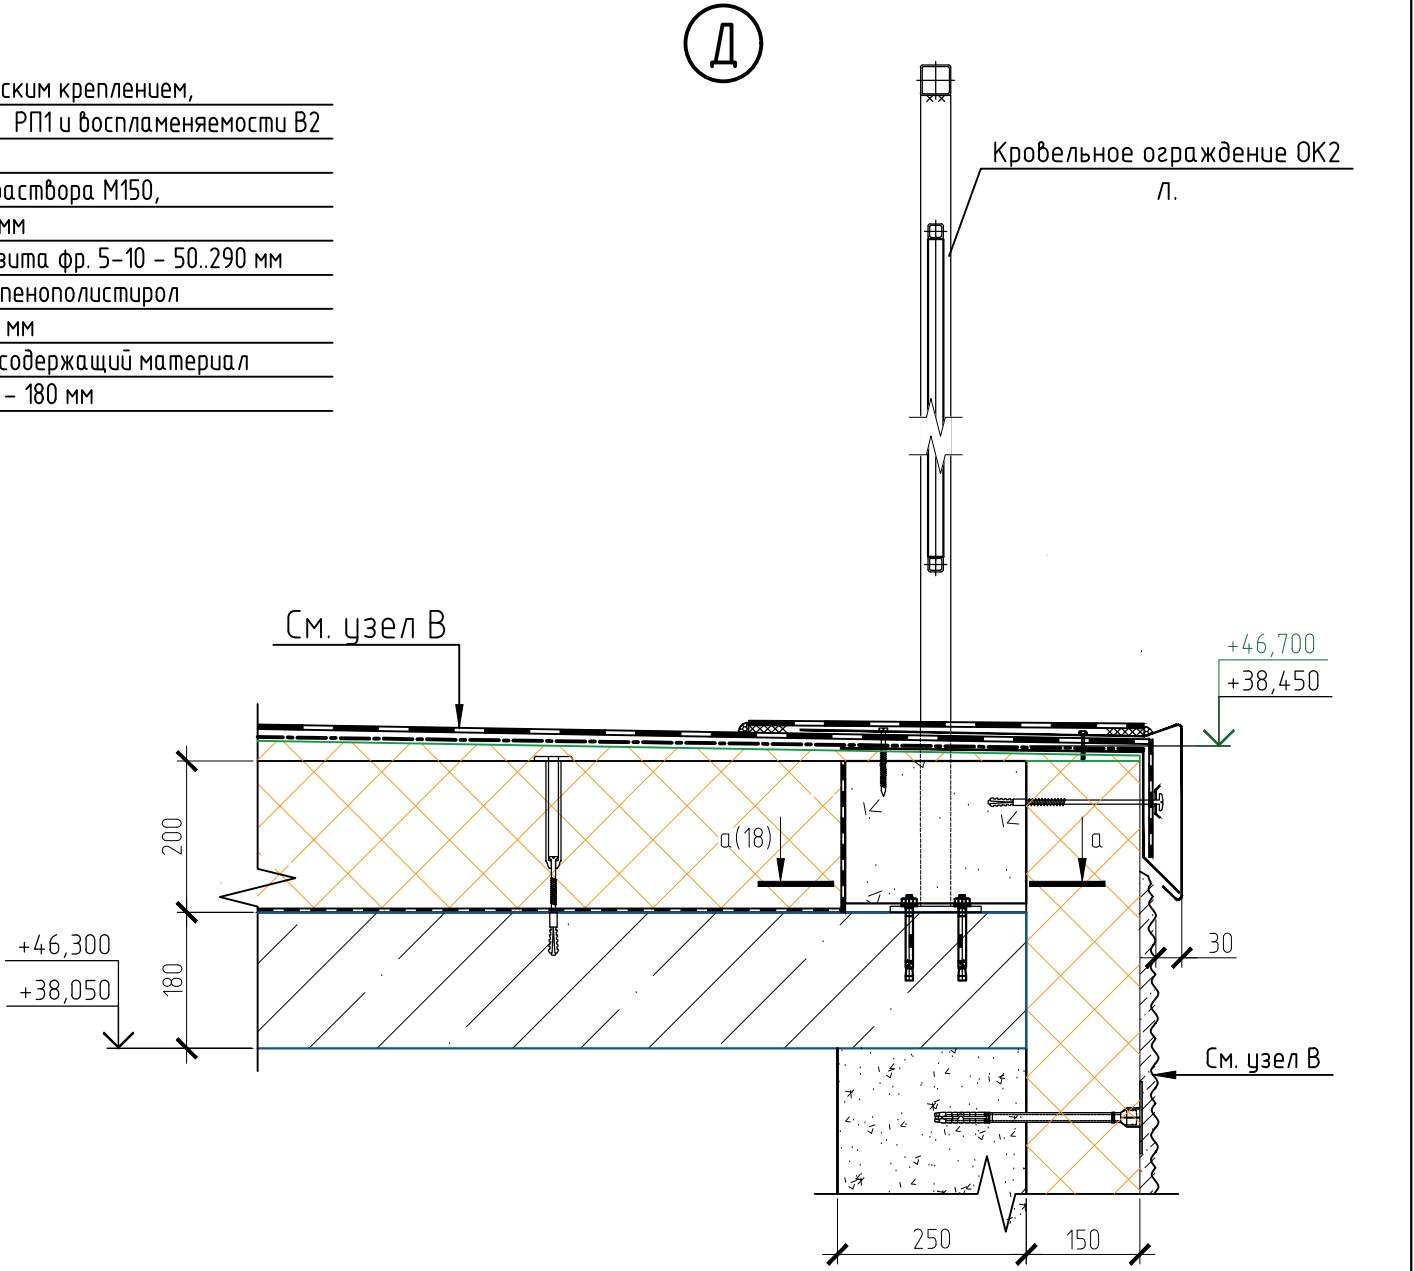 Д
ским креплением,
РП1 и воспламеняемости В2
раствора М150,
мм
зита фр. 5-10 - 50..290 мм
пенополистирол
мм
содержащий материал
- 180 мм
Кровельное ограждение ОК2
Л.
См. узел В
+46,700
+38,450
200
а(18)
а
+46,300
+38,050
180
30
См. узел В
250
150